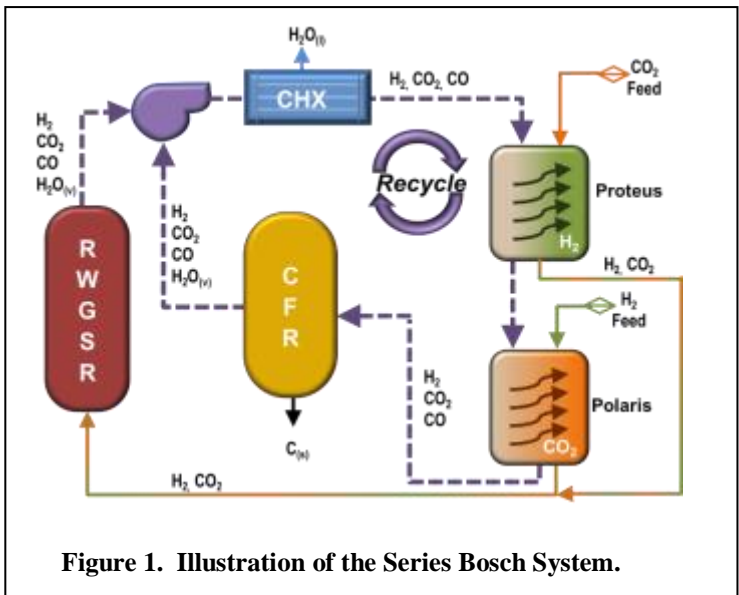 H₂O₍ₗ₎
CHX
H₂, CO₂, CO
CO₂
Feed
H₂
CO₂
CO
H₂O₍ᵥ₎
Recycle
Proteus
H₂
H₂, CO₂
R
W
G
S
R
H₂
CO₂
CO
H₂O₍ᵥ₎
C
F
R
H₂
Feed
Polaris
CO₂
H₂
CO₂
CO
C₍ₛ₎
H₂, CO₂
Figure 1. Illustration of the Series Bosch System.